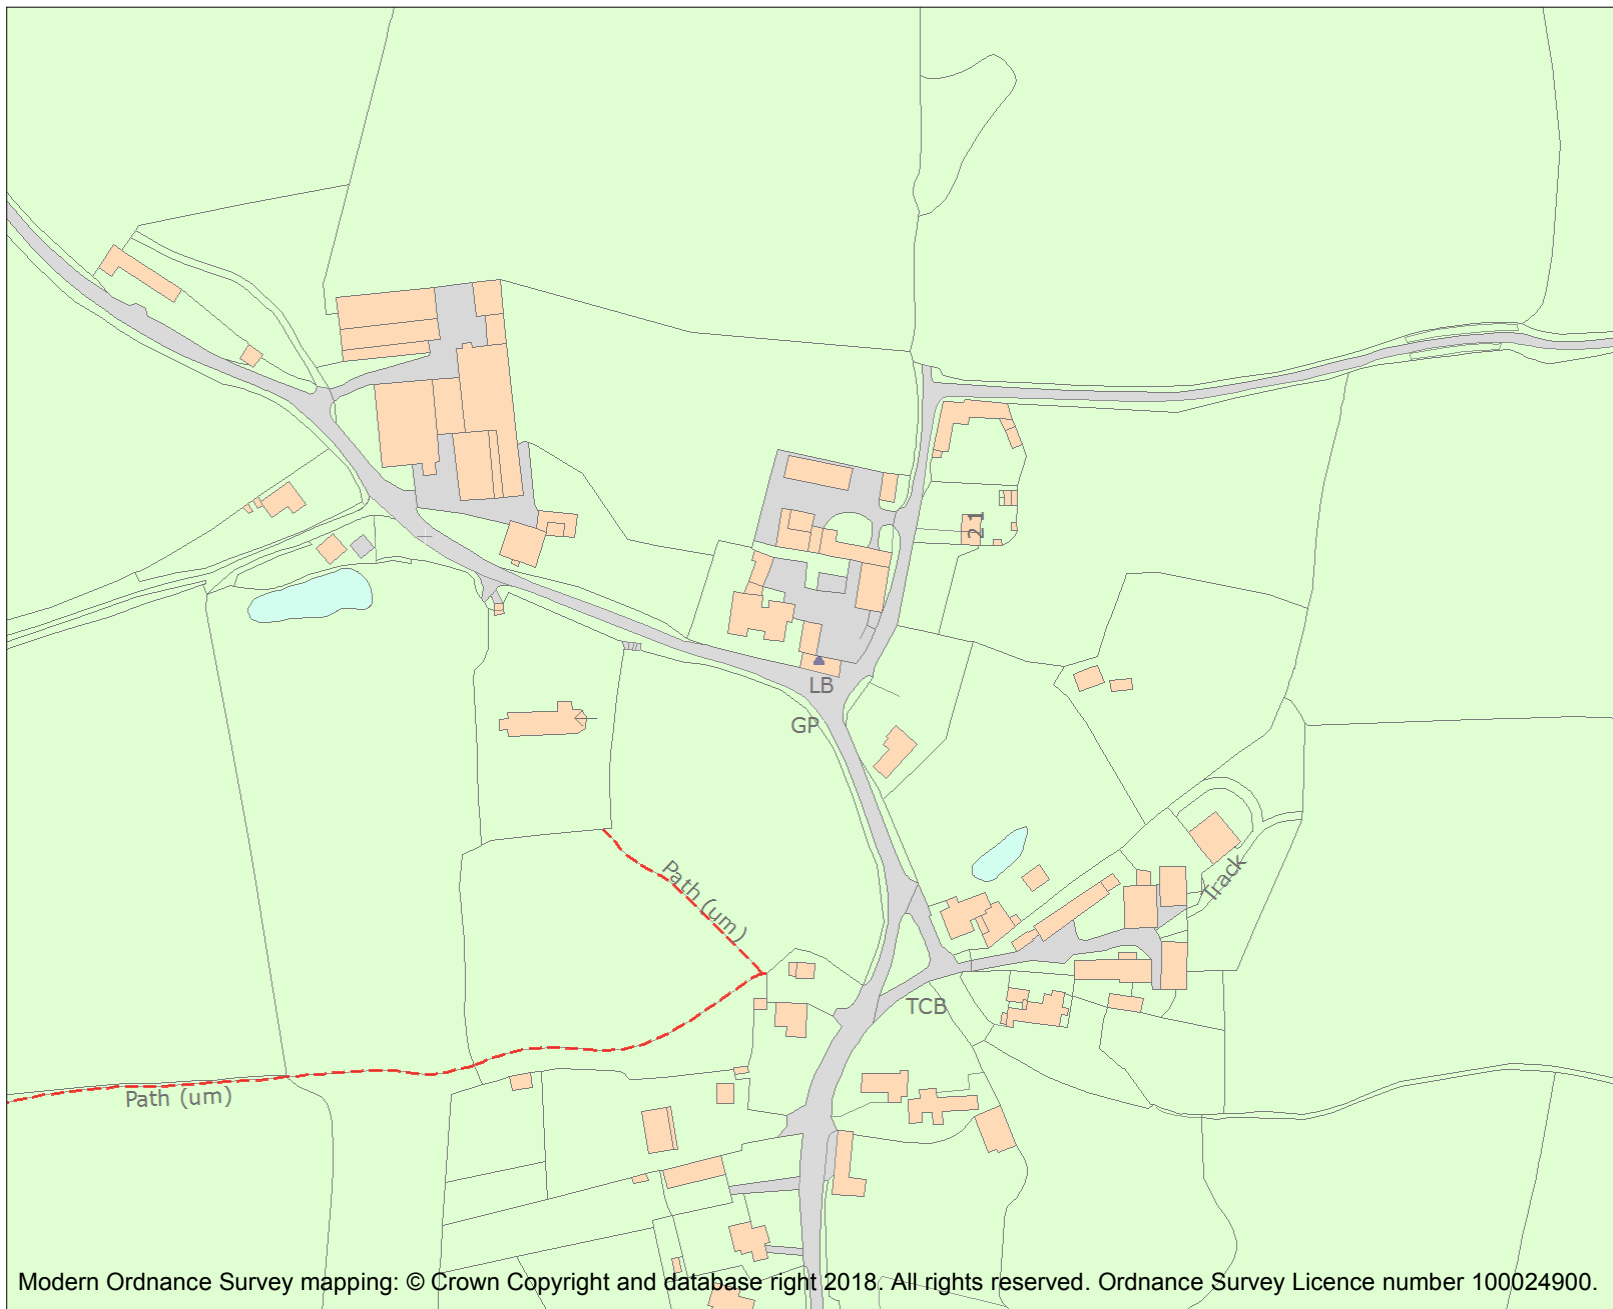 21
LB
GP
Track
Path (um)
TCB
Path (um)
Modern Ordnance Survey mapping: © Crown Copyright and database right 2018. All rights reserved. Ordnance Survey Licence number 100024900.